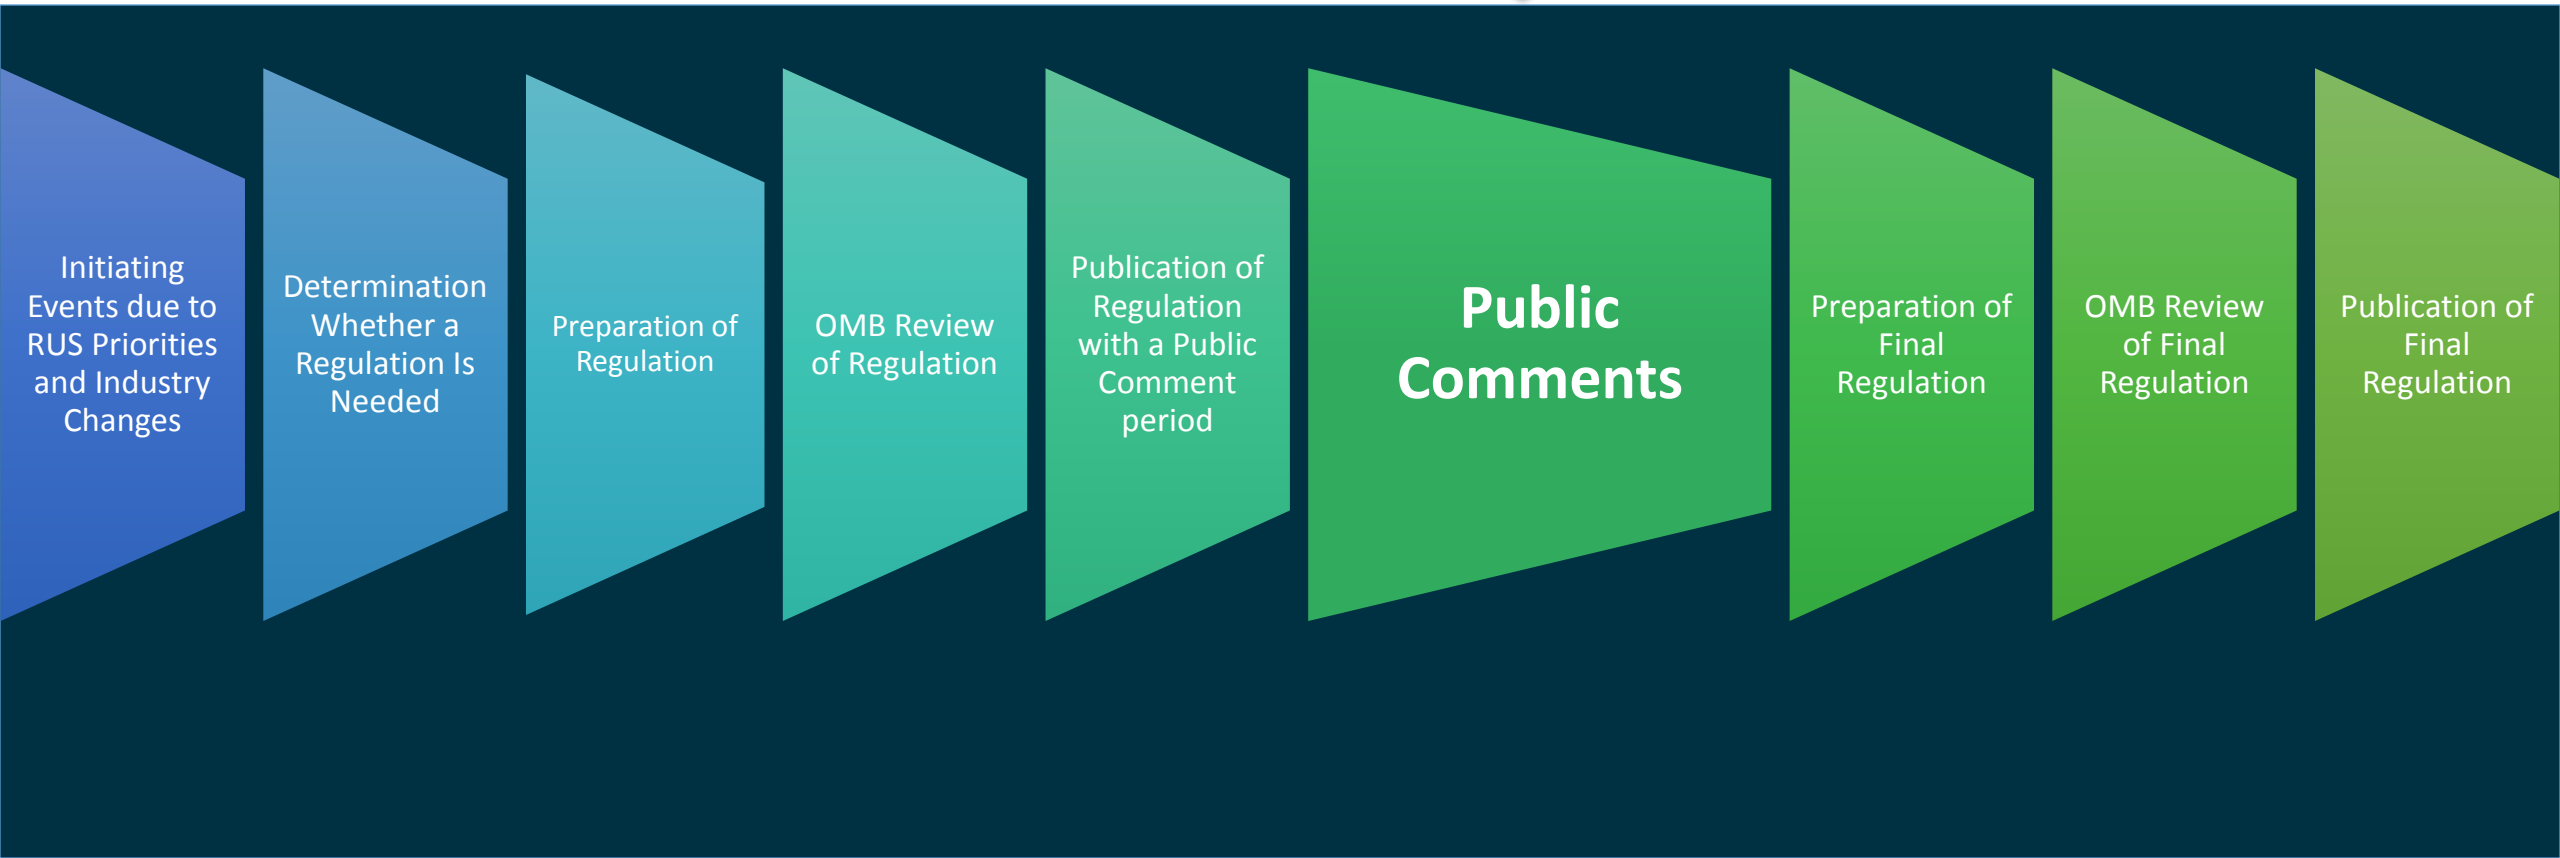 Initiating
Events due to
RUS Priorities
and Industry
Changes
Determination
Whether a
Regulation Is
Needed
Preparation of
Regulation
OMB Review
of Regulation
Publication of
Regulation
with a Public
Comment
period
Public
Comments
Preparation of
Final
Regulation
OMB Review
of Final
Regulation
Publication of
Final
Regulation